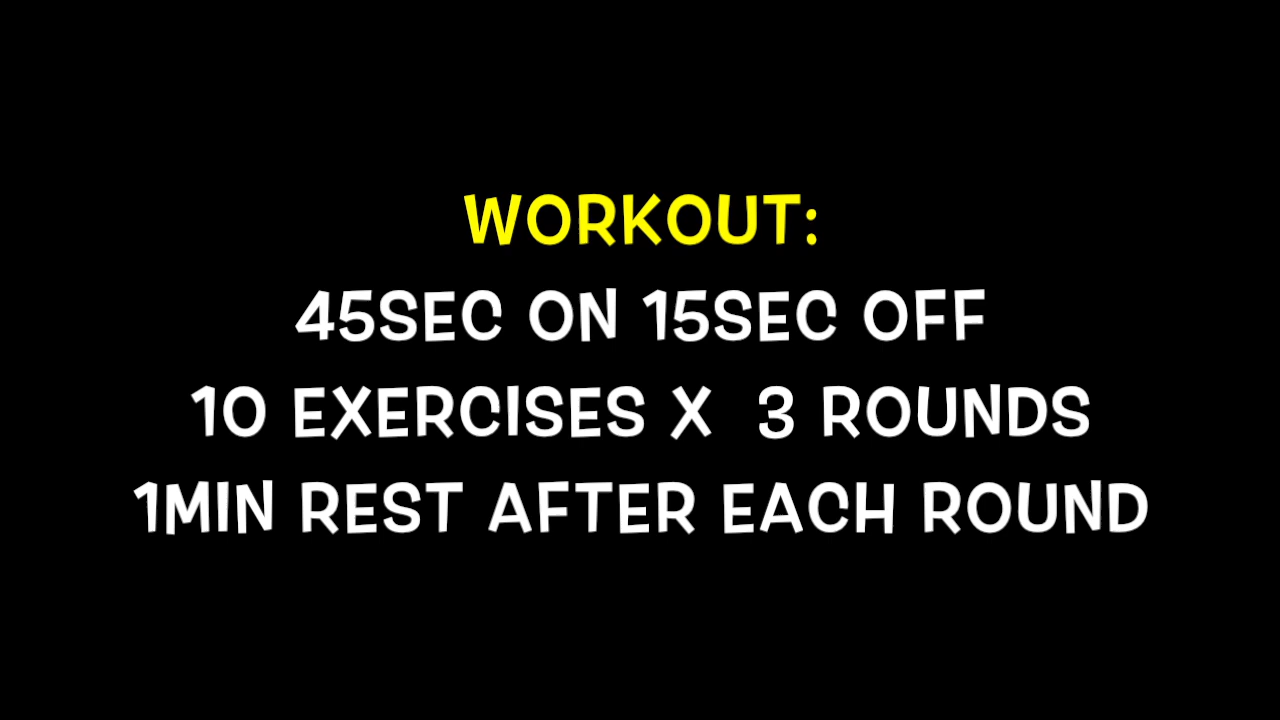 WORKOUT:
45SEC ON 15SEC OFF
10 EXERCISES X  3 ROUNDS
1MIN REST AFTER EACH ROUND